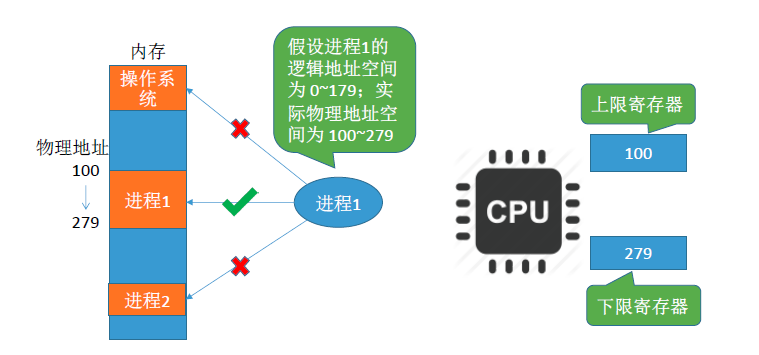 内存
操作系
统
物理地址
100
279
进程1
进程2
假设进程1的
逻辑地址空间
为 0~179；实
际物理地址空
间为 100~279
进程1
CPU
上限寄存器
100
279
下限寄存器